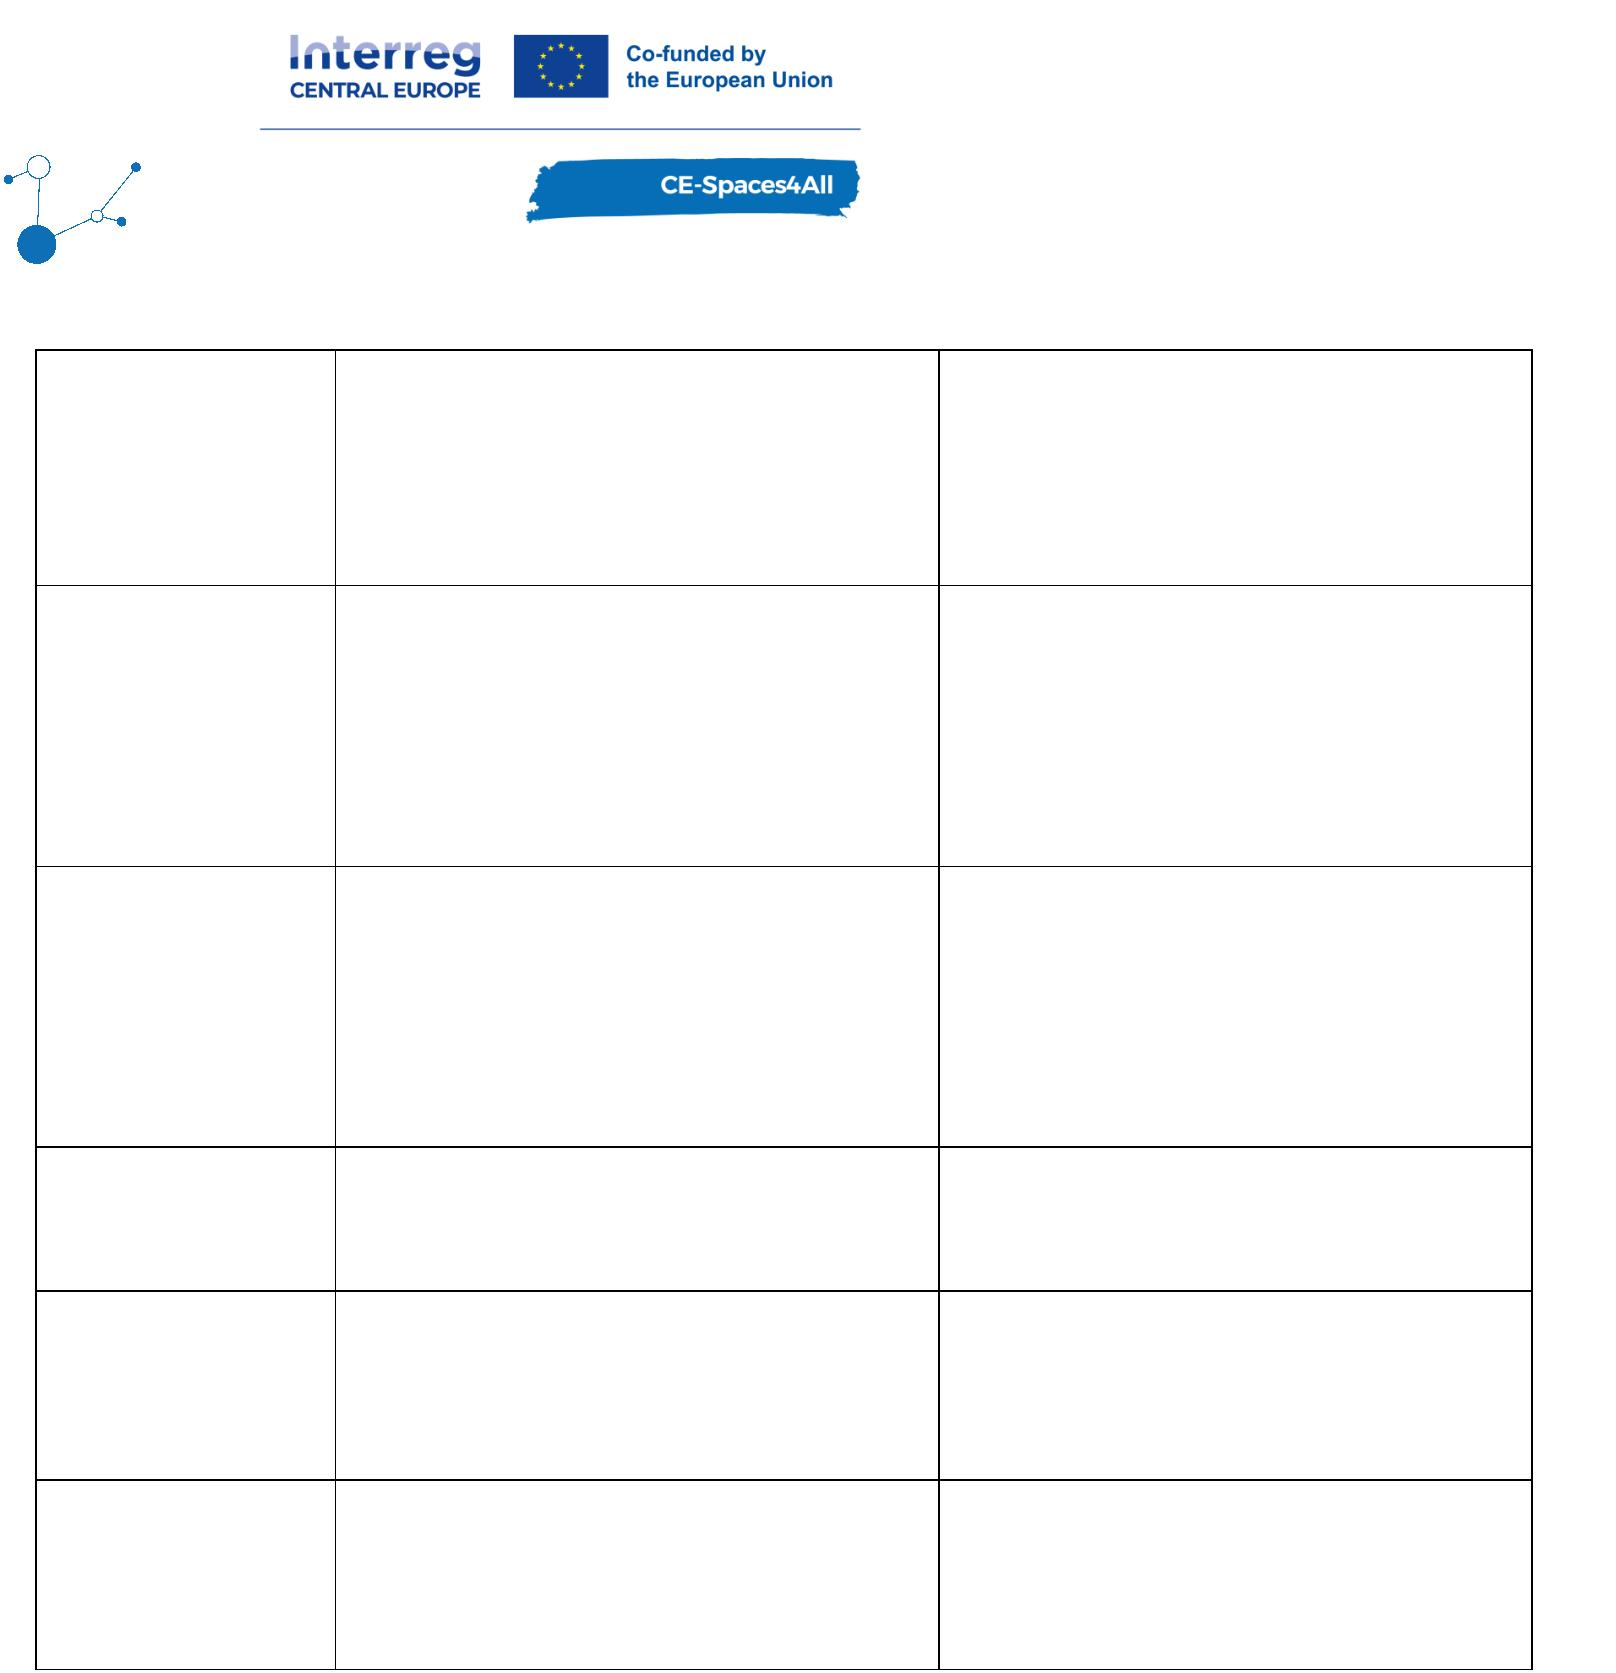 Interreg
CENTRAL EUROPE
Co-funded by
the European Union
CE-Spaces4All